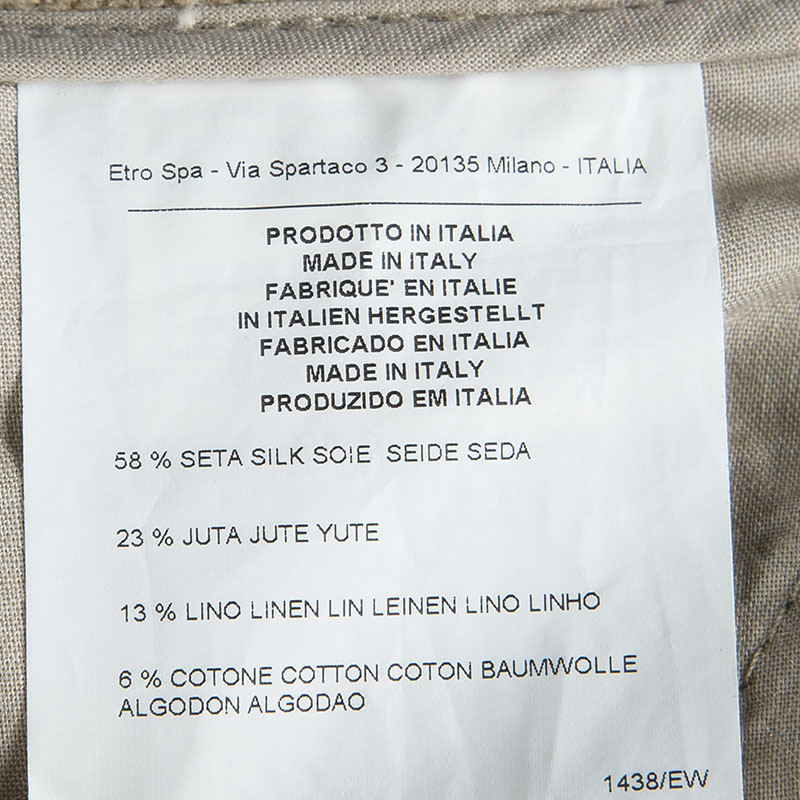 Etro Spa - Via Spartaco 3 - 20135 Milano - ITALIA
PRODOTTO IN ITALIA
MADE IN ITALY
FABRIQUE' EN ITALIE
IN ITALIEN HERGESTELLT
FABRICADO EN ITALIA
MADE IN ITALY
PRODUZIDO EM ITALIA
58 % SETA SILK SOIE SEIDE SEDA
23 % JUTA JUTE YUTE
13 % LINO LINEN LIN LEINEN LINO LINHO
6 % COTONE COTTON COTON BAUMWOLLE
ALGODON ALGODAO
1438/EW